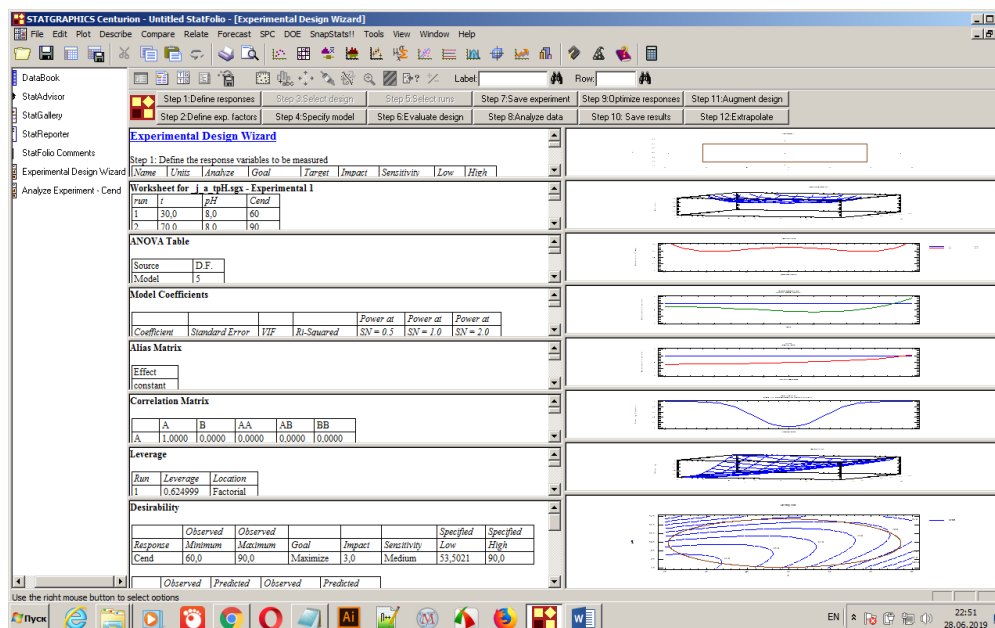 STATGRAPHICS Centurion - Untitled StatFolio - [Experimental Design Wizard]
File Edit Plot Describe Compare Relate Forecast SPC DOE SnapStats!! Tools View Window Help
Label: Row:
DataBook
StatAdvisor
StatGallery
StatReporter
StatFolio Comments
Experimental Design Wizard
Analyze Experiment - Cend
Step 1:Define responses Step 3:Select design Step 5:Select runs Step 7:Save experiment Step 9:Optimize responses Step 11:Augment design
Step 2:Define exp. factors Step 4:Specify model Step 6:Evaluate design Step 8:Analyze data Step 10: Save results Step 12:Extrapolate
Experimental Design Wizard
Step 1: Define the response variables to be measured
Name Units Analyze Goal Target Impact Sensitivity Low High
Worksheet for _j_a_tpH.sgx - Experimental 1
run t pH Cend
1 30,0 8,0 60
2 70,0 8,0 90
ANOVA Table
Source D.F.
Model 5
Model Coefficients
Power at Power at Power at
Coefficient Standard Error VIF Ri-Squared SN = 0.5 SN = 1.0 SN = 2.0
Alias Matrix
Effect
constant
Correlation Matrix
A B AA AB BB
A 1,0000 0,0000 0,0000 0,0000 0,0000
Leverage
Run Leverage Location
1 0,624999 Factorial
Desirability
Observed Observed Specified Specified
Response Minimum Maximum Goal Impact Sensitivity Low High
Cend 60,0 90,0 Maximize 3,0 Medium 53,5021 90,0
Observed Predicted Observed Predicted
Use the right mouse button to select options
Пуск
Ai
EN
22:51
28.06.2019